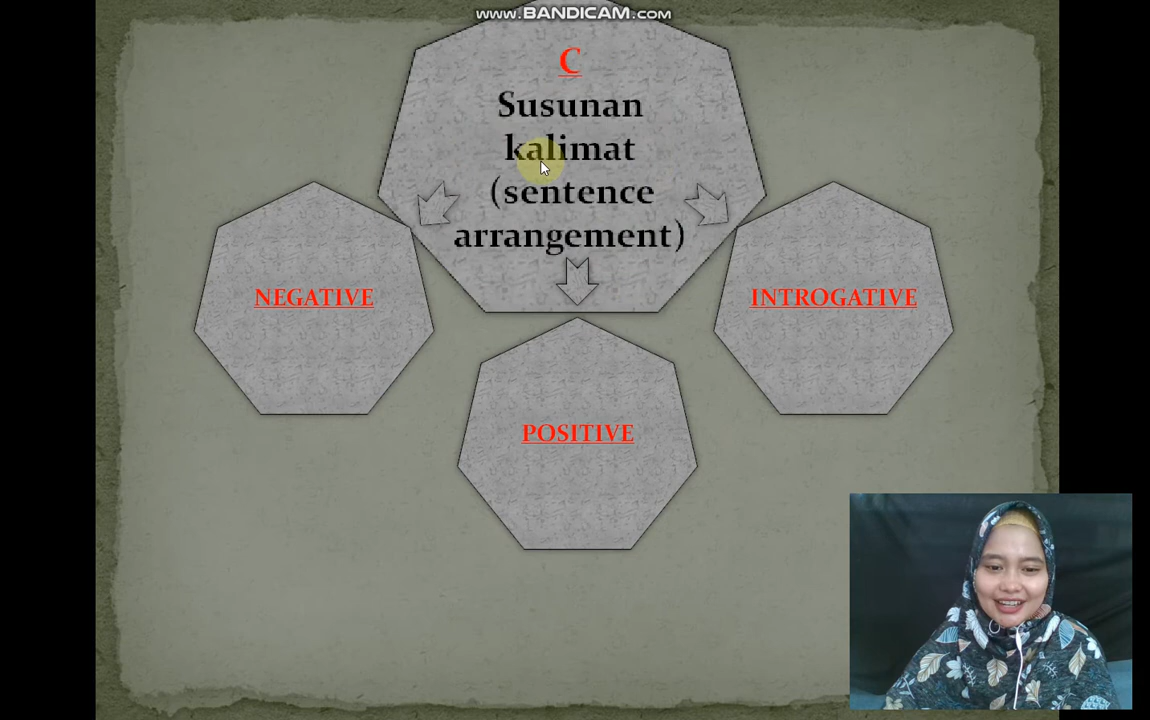 www.BANDICAM.com
C
Susunan
kalimat
(sentence
arrangement)
NEGATIVE
INTROGATIVE
POSITIVE